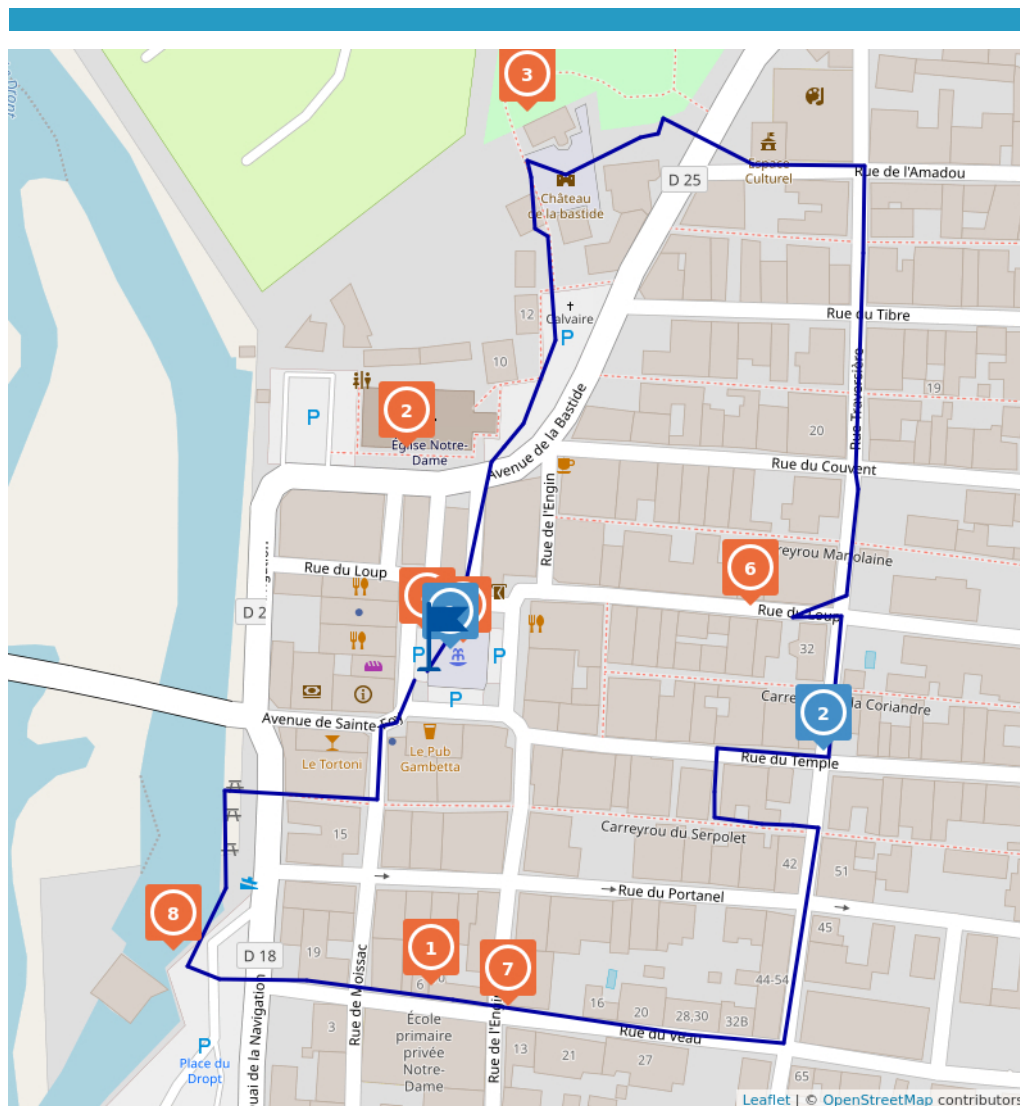 3
D 25
Espace
Culturel
Rue de l'Amadou
Château
de la bastide
12
Calvaire
P
Rue du Tibre
10
Rue Traversière
19
2
P
Église Notre-
Dame
Avenue de la Bastide
20
Rue du Couvent
Rue de l'Engin
Rue du Loup
6
Rue du Loup
D 2
P
P
P
32
2
Avenue de Sainte
Le Tortoni
Le Pub
Gambetta
Rue du Temple
15
Carreyrou du Serpolet
42
51
Rue du Portanel
8
45
D 18
19
1
7
6
44-54
16
20
28,30
32B
Rue de Moissac
Rue de l'Engin
Rue du Veau
École
primaire
privée
Notre-
Dame
3
13
21
27
65
P
Place du
Dropt
Quai de la Navigation
Leaflet | © OpenStreetMap contributors